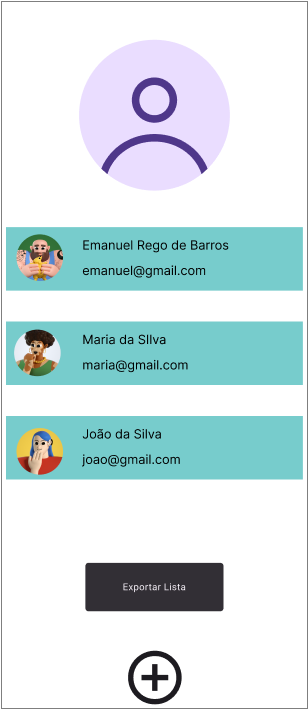 Emanuel Rego de Barros
emanuel@gmail.com
Maria da SIlva
maria@gmail.com
João da Silva
joao@gmail.com
Exportar Lista